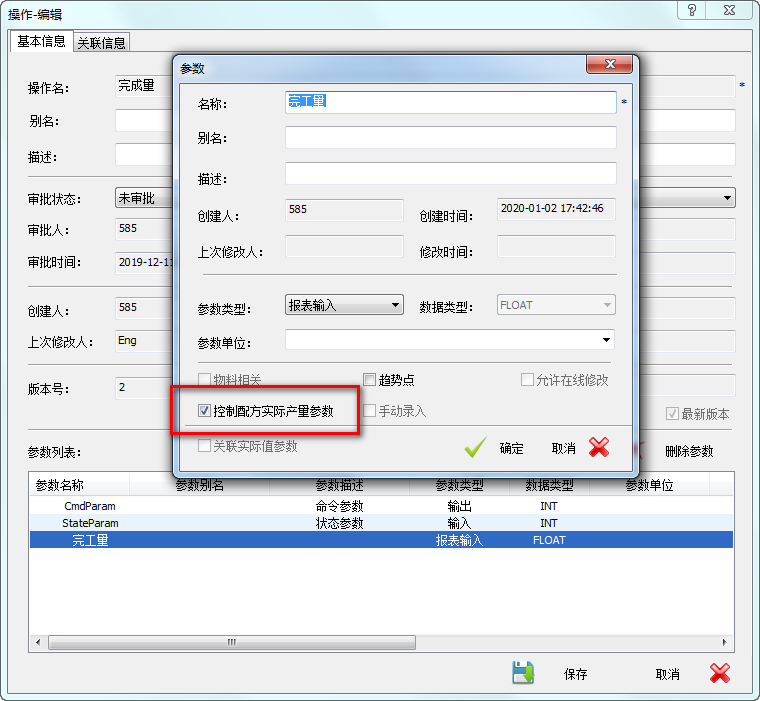 操作-编辑
基本信息 关联信息
操作名： 完成量 *
别名：
描述：
审批状态： 未审批
审批人： 585
审批时间： 2019-12-11
创建人： 585
上次修改人： Eng
版本号： 2
最新版本
参数列表： 删除参数
参数
名称： 完工量 *
别名：
描述：
创建人： 585 创建时间： 2020-01-02 17:42:46
上次修改人： 修改时间：
参数类型： 报表输入 数据类型： FLOAT
参数单位：
物料相关 趋势点 允许在线修改
控制配方实际产量参数 手动录入
关联实际值参数 确定 取消
参数名称 参数别名 参数描述 参数类型 数据类型 参数单位
CmdParam 命令参数 输出 INT
StateParam 状态参数 输入 INT
完工量 报表输入 FLOAT
保存 取消